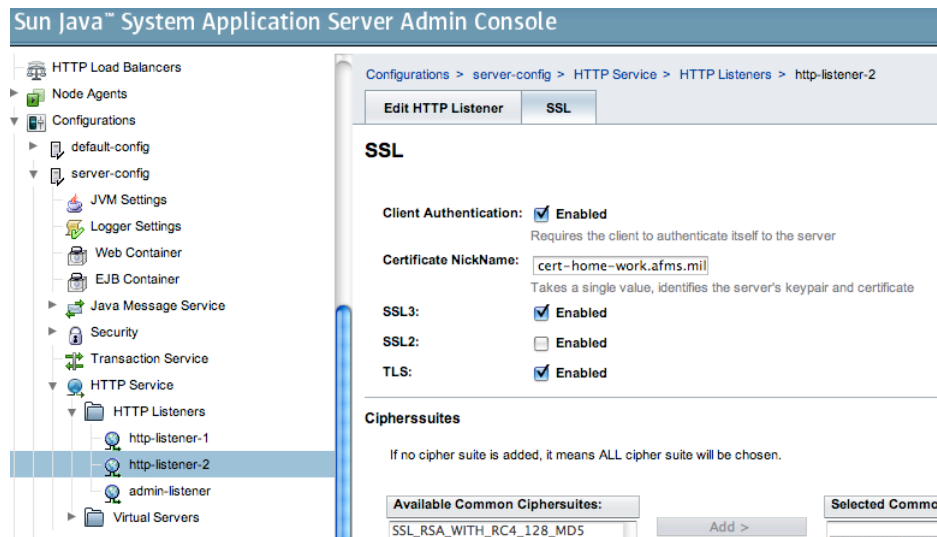 Sun Java™ System Application Server Admin Console
HTTP Load Balancers
Node Agents
Configurations
default-config
server-config
JVM Settings
Logger Settings
Web Container
EJB Container
Java Message Service
Security
Transaction Service
HTTP Service
HTTP Listeners
http-listener-1
http-listener-2
admin-listener
Virtual Servers
Configurations > server-config > HTTP Service > HTTP Listeners > http-listener-2
Edit HTTP Listener SSL
SSL
Client Authentication: Enabled
Requires the client to authenticate itself to the server
Certificate NickName: cert-home-work.afms.mil
Takes a single value, identifies the server's keypair and certificate
SSL3: Enabled
SSL2: Enabled
TLS: Enabled
Cipherssuites
If no cipher suite is added, it means ALL cipher suite will be chosen.
Available Common Ciphersuites: Selected Commo
SSL_RSA_WITH_RC4_128_MD5 Add >